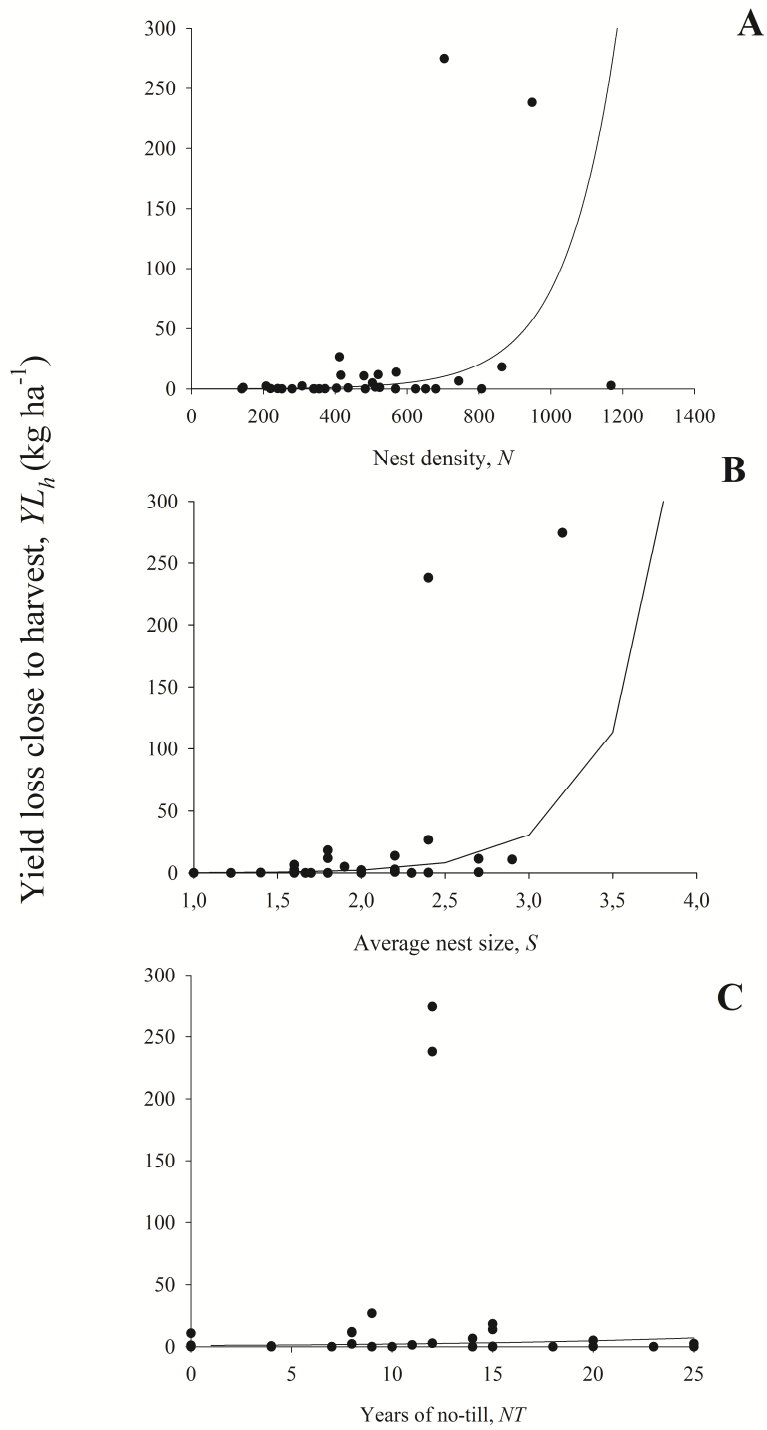 Yield loss close to harvest, YLh (kg ha-1)
A
300
250
200
150
100
50
0
0 200 400 600 800 1000 1200 1400
Nest density, N
B
300
250
200
150
100
50
0
1,0 1,5 2,0 2,5 3,0 3,5 4,0
Average nest size, S
C
300
250
200
150
100
50
0
0 5 10 15 20 25
Years of no-till, NT